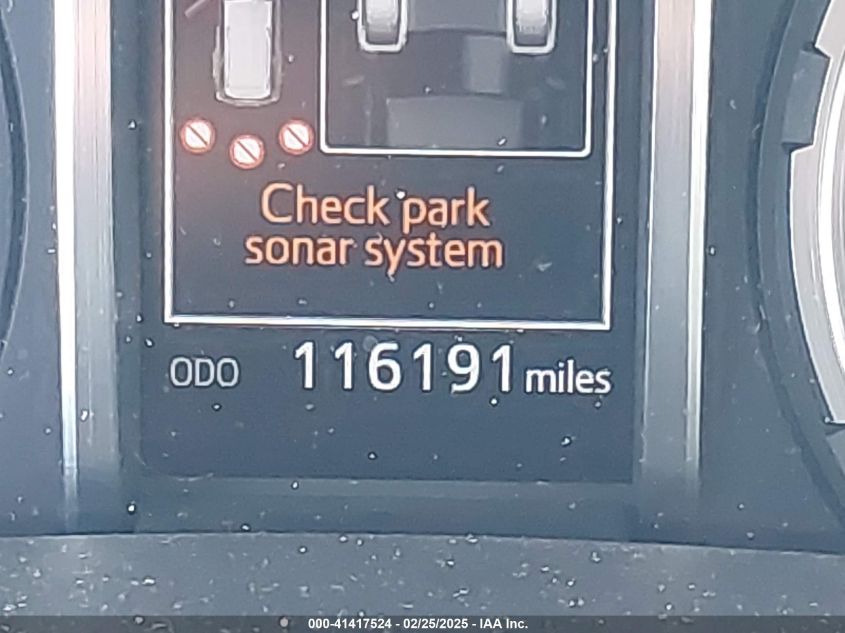 Check park
sonar system
ODO 116191 miles
000-41417524 - 02/25/2025 - IAA Inc.